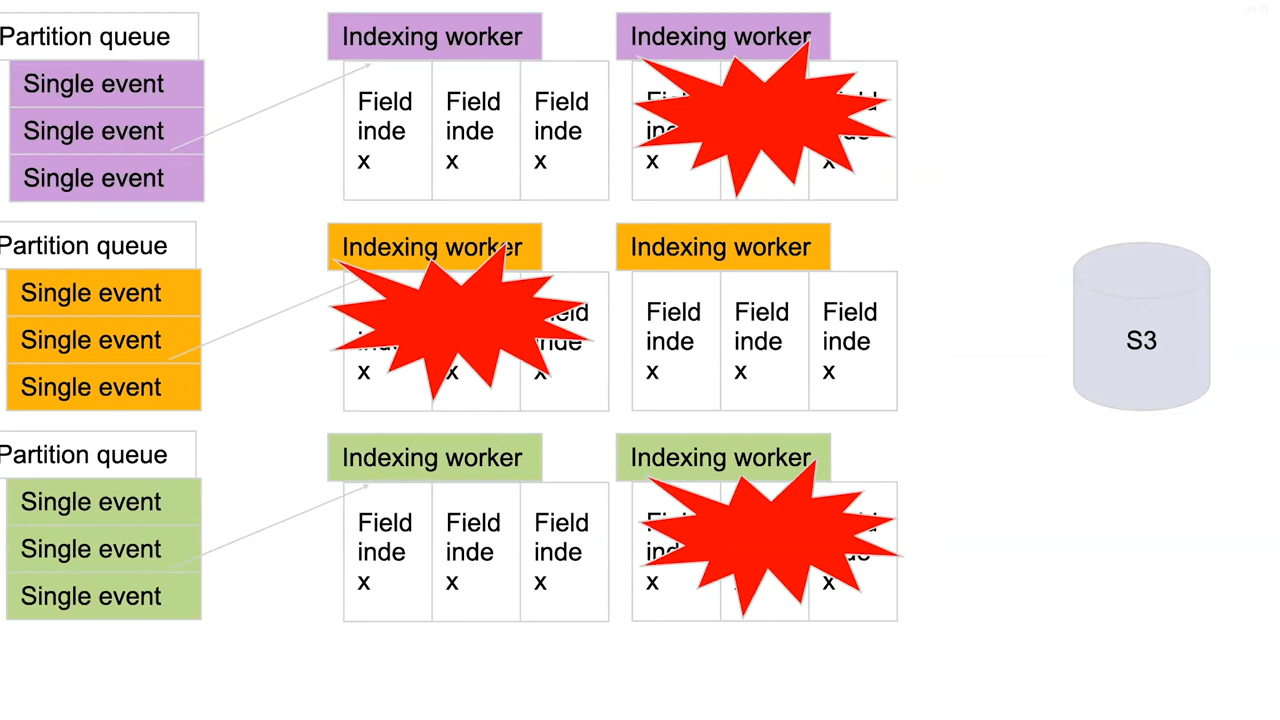 Partition queue
Single event
Single event
Single event
Indexing worker
Field
inde
x
Field
inde
x
Field
inde
x
Indexing worker
x
Partition queue
Single event
Single event
Single event
Indexing worker
x
x
x
Indexing worker
Field
inde
x
Field
inde
x
Field
inde
x
S3
Partition queue
Single event
Single event
Single event
Indexing worker
Field
inde
x
Field
inde
x
Field
inde
x
Indexing worker
x
x